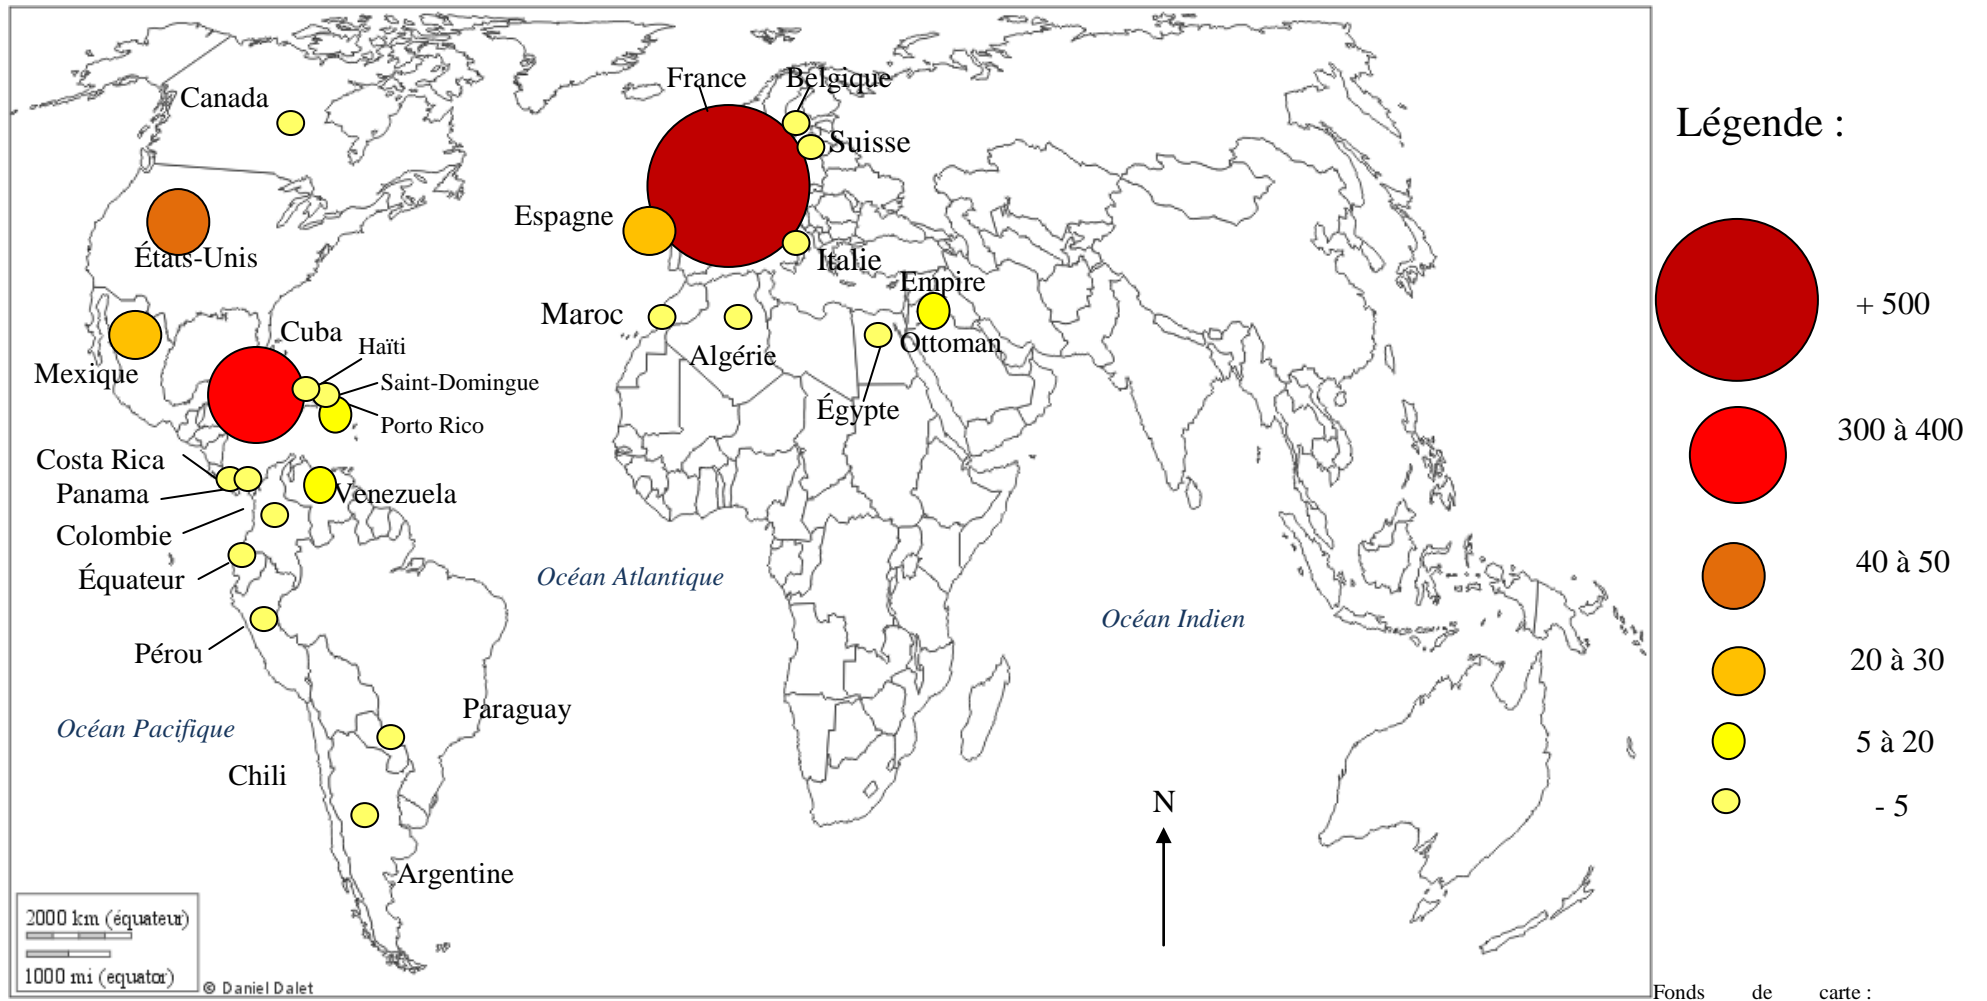 France
Belgique
Canada
Suisse
Espagne
États-Unis
Italie
Empire
Ottoman
Maroc
Algérie
Égypte
Cuba
Haïti
Saint-Domingue
Porto Rico
Mexique
Costa Rica
Panama
Venezuela
Colombie
Équateur
Pérou
Océan Atlantique
Océan Indien
Océan Pacifique
Paraguay
Chili
Argentine
N
2000 km (équateur)
1000 mi (equator)
© Daniel Dalet
Légende :
+ 500
300 à 400
40 à 50
20 à 30
5 à 20
- 5
Fonds de carte :